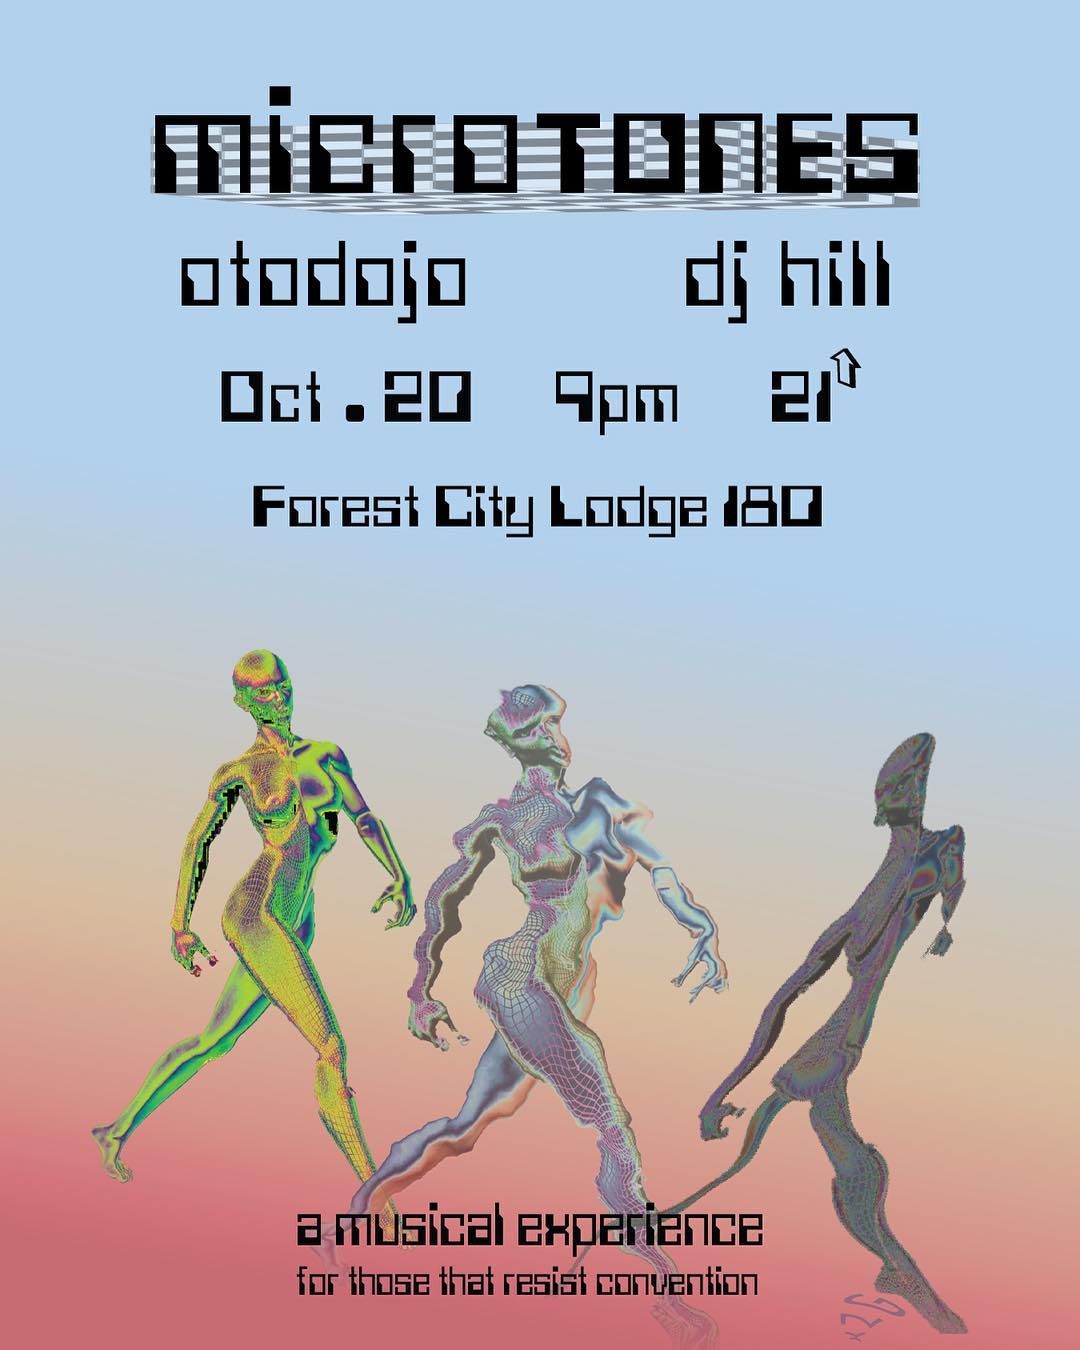 microTONES
otodojo dj hill
Oct. 20 9pm 21⇧
Forest City Lodge 180
a musical experience
for those that resist convention